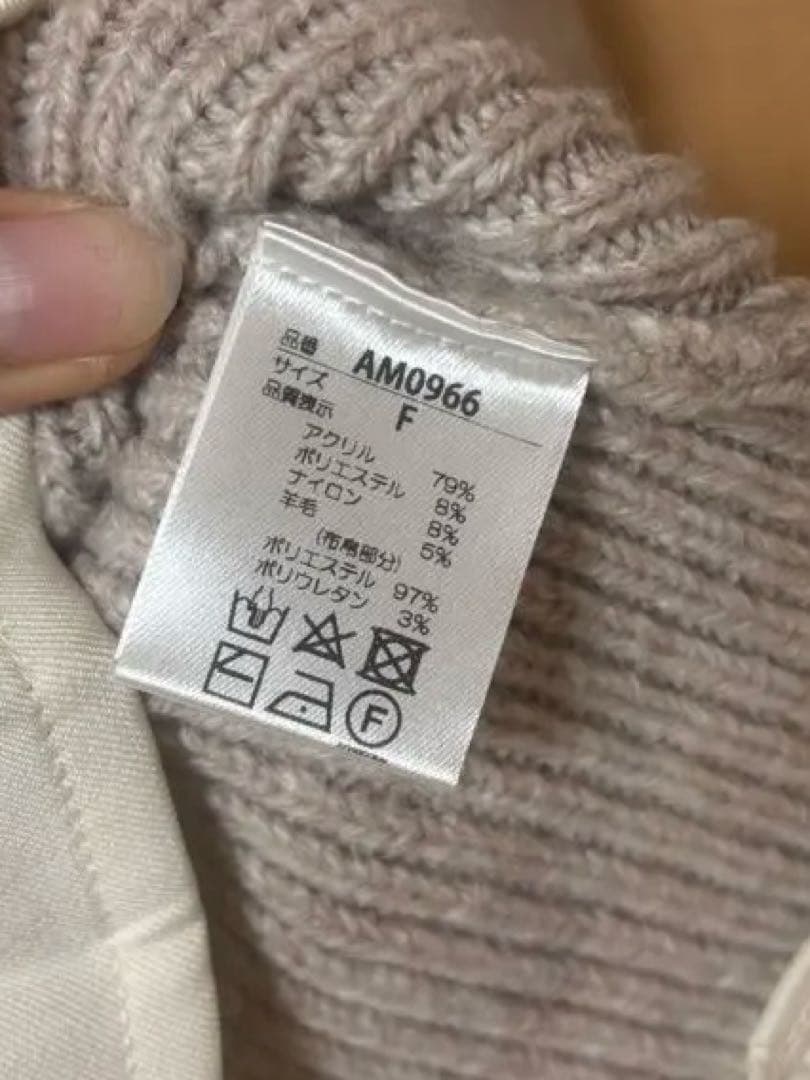 品番 AM0966
サイズ F
品質表示
アクリル 79%
ポリエステル 8%
ナイロン 8%
羊毛 5%
(布帛部分)
ポリエステル 97%
ポリウレタン 3%
F